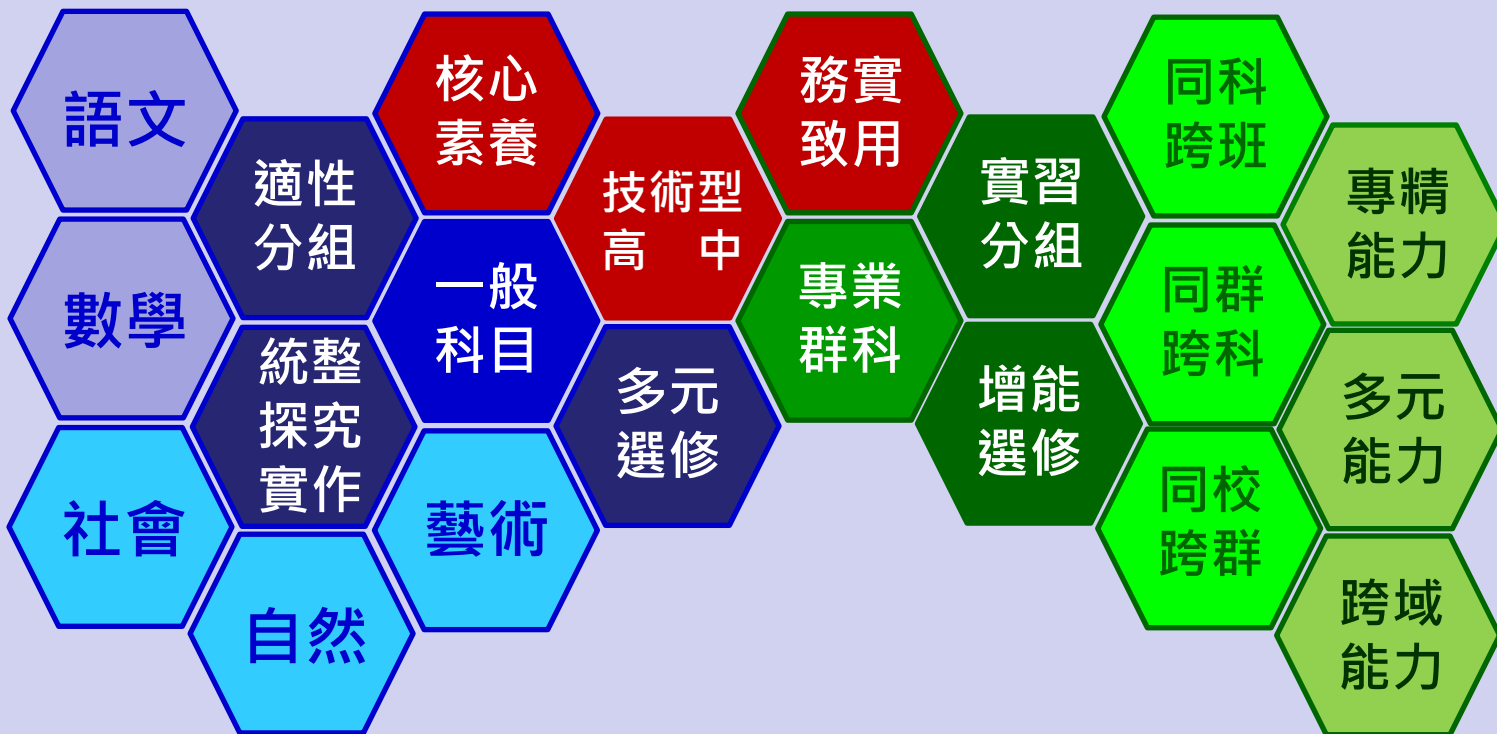 語文
數學
社會
適性
分組
統整
探究
實作
自然
核心
素養
一般
科目
藝術
技術型
高　中
多元
選修
務實
致用
專業
群科
實習
分組
增能
選修
同科
跨班
同群
跨科
同校
跨群
專精
能力
多元
能力
跨域
能力